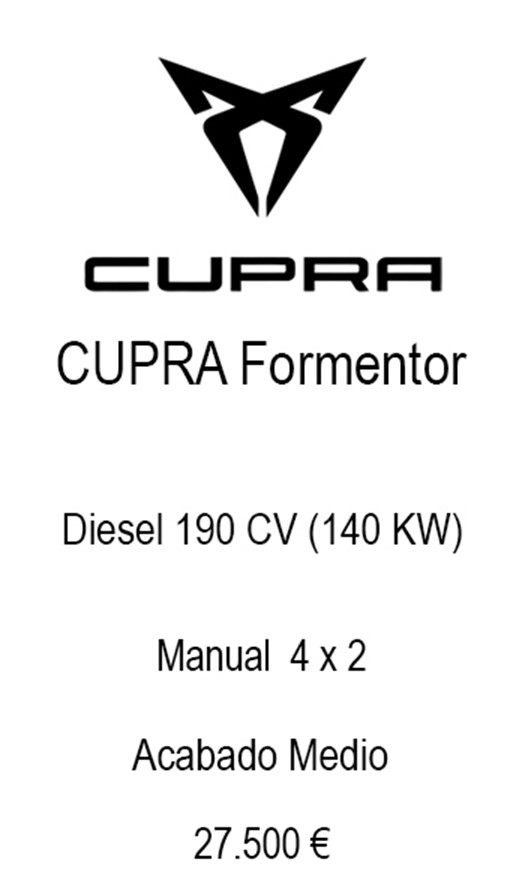 CUPRA
CUPRA Formentor
Diesel 190 CV (140 KW)
Manual 4 x 2
Acabado Medio
27.500 €